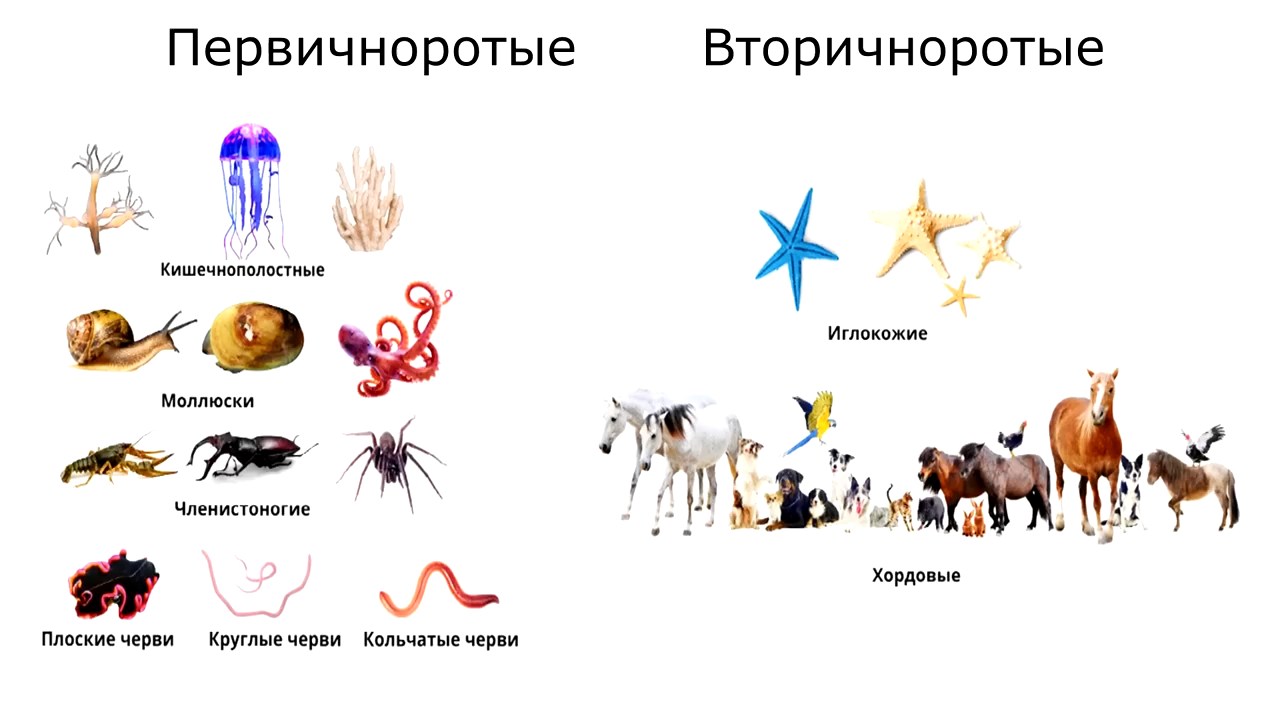 Первичноротые
Вторичноротые
Кишечнополостные
Моллюски
Членистоногие
Плоские черви
Круглые черви
Кольчатые черви
Иглокожие
Хордовые